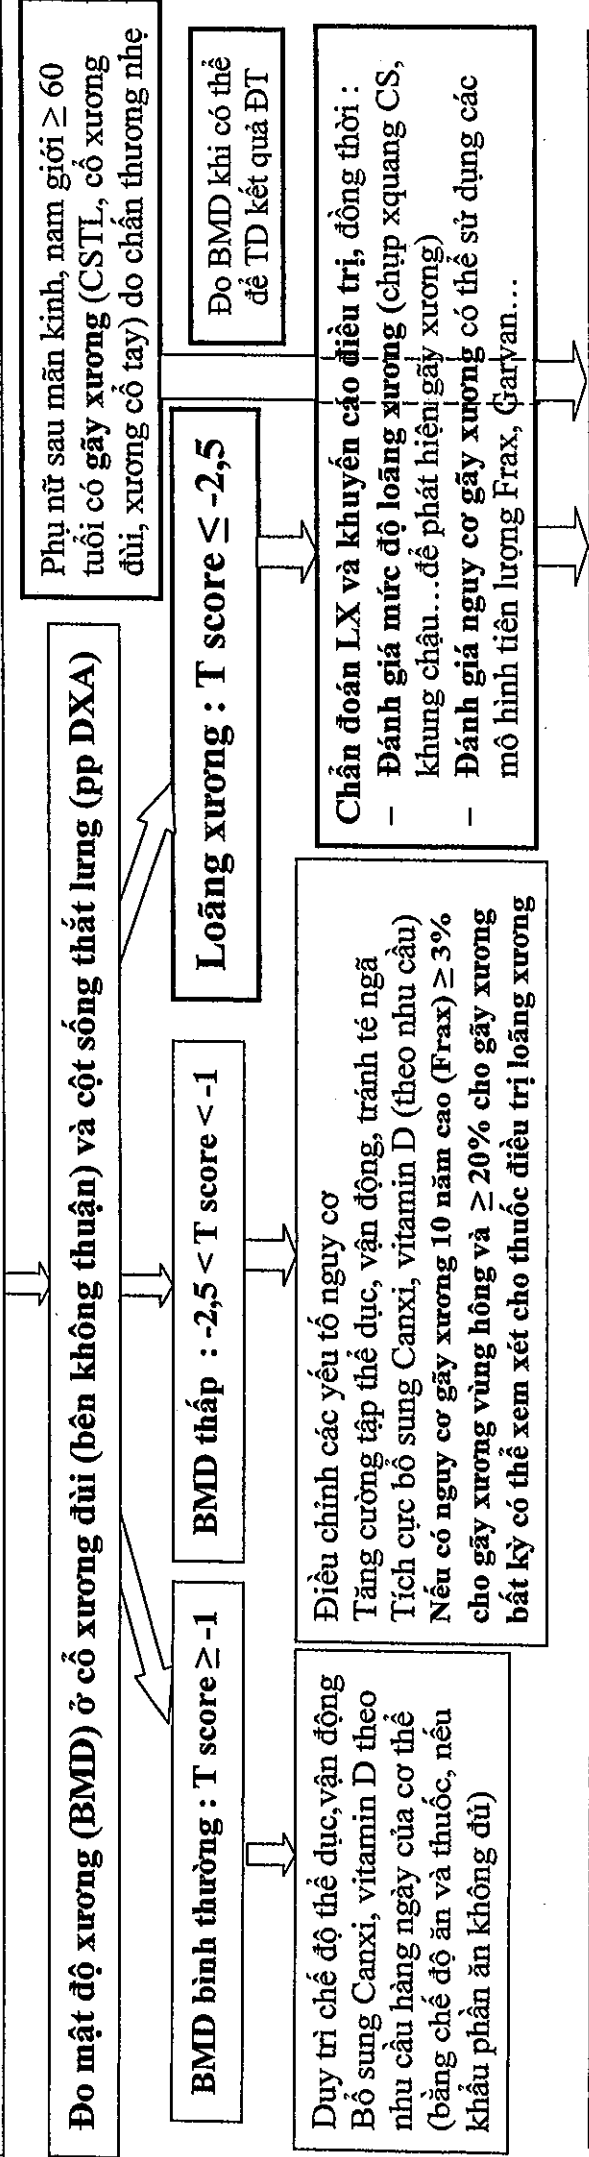 Đo mật độ xương (BMD) ở cổ xương đùi (bên không thuận) và cột sống thắt lưng (pp DXA)
Phụ nữ sau mãn kinh, nam giới ≥ 60
tuổi có gãy xương (CSTL, cổ xương
đùi, xương cổ tay) do chấn thương nhẹ
BMD bình thường : T score ≥ -1
BMD thấp : -2,5 < T score < -1
Loãng xương : T score ≤ -2,5
Đo BMD khi có thể
để TD kết quả ĐT
Duy trì chế độ thể dục,vận động
Bổ sung Canxi, vitamin D theo
nhu cầu hàng ngày của cơ thể
(bằng chế độ ăn và thuốc, nếu
khẩu phần ăn không đủ)
Điều chỉnh các yếu tố nguy cơ
Tăng cường tập thể dục, vận động, tránh té ngã
Tích cực bổ sung Canxi, vitamin D (theo nhu cầu)
Nếu có nguy cơ gãy xương 10 năm cao (Frax) ≥ 3%
cho gãy xương vùng hông và ≥ 20% cho gãy xương
bất kỳ có thể xem xét cho thuốc điều trị loãng xương
Chẩn đoán LX và khuyến cáo điều trị, đồng thời :
– Đánh giá mức độ loãng xương (chụp xquang CS,
khung chậu…để phát hiện gãy xương)
– Đánh giá nguy cơ gãy xương có thể sử dụng các
mô hình tiên lượng Frax, Garvan…